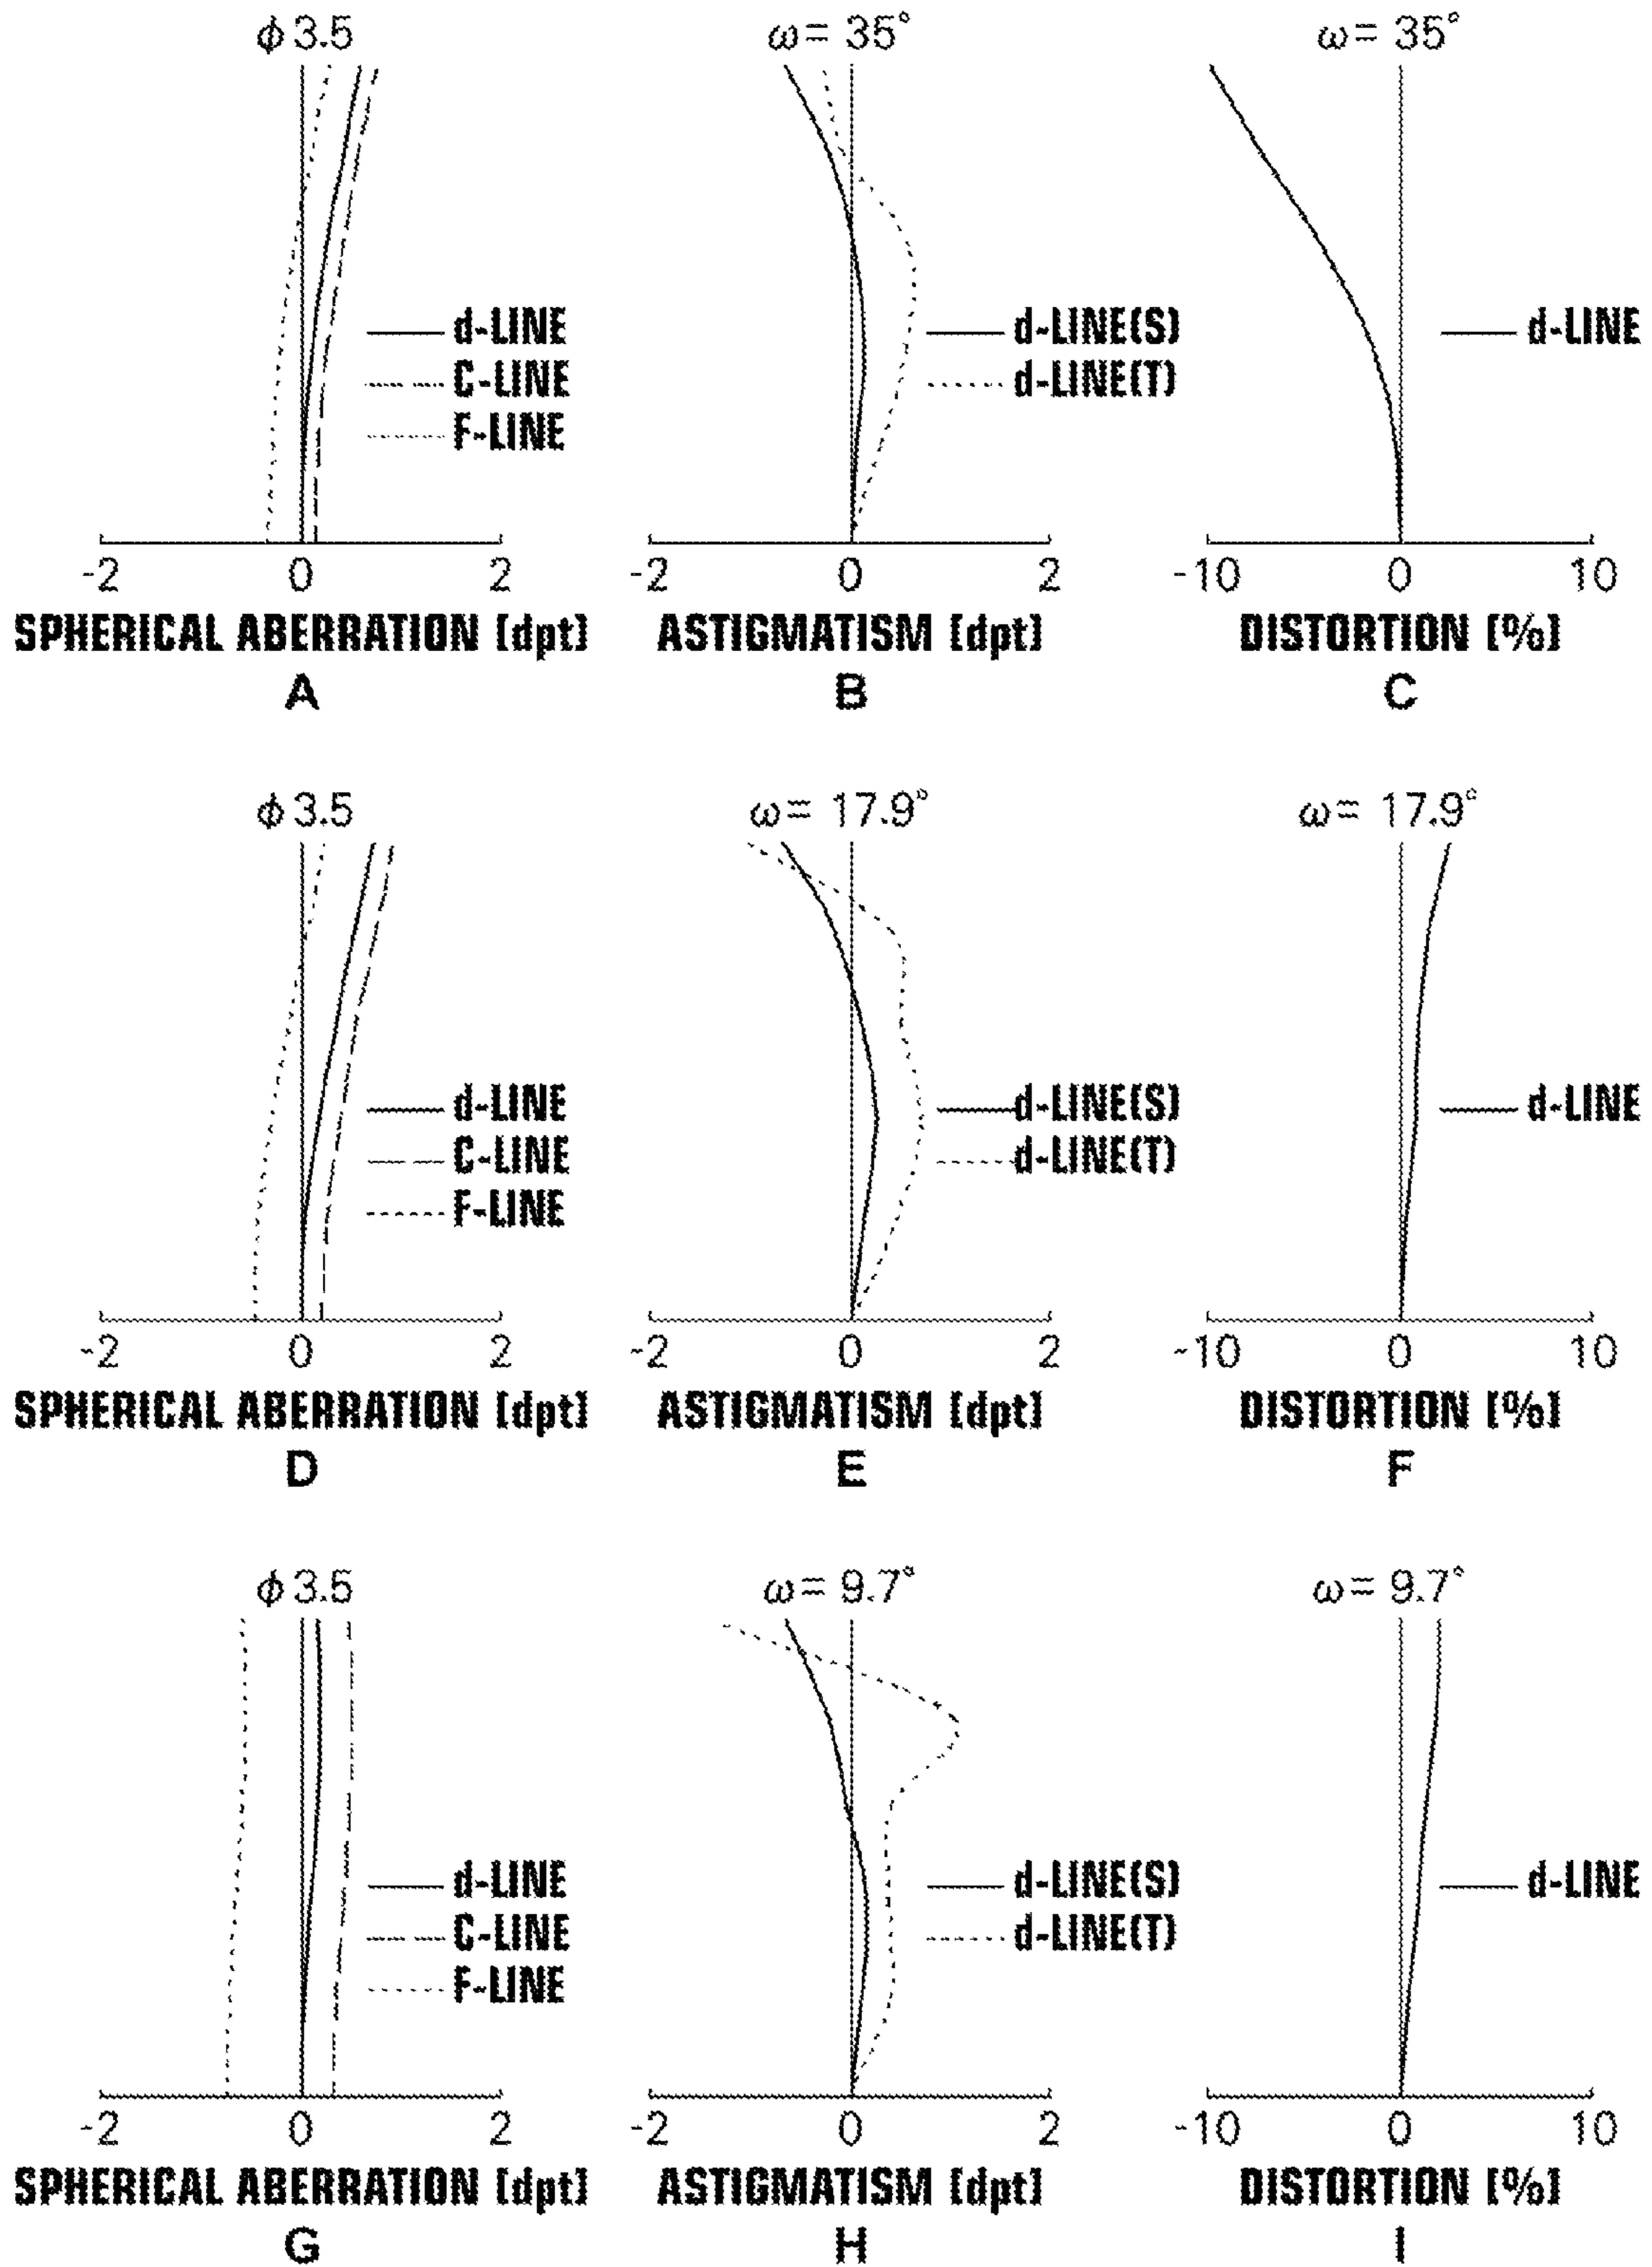 ϕ 3.5
ω= 35°
ω= 35°
d-LINE
C-LINE
F-LINE
d-LINE(S)
d-LINE(T)
d-LINE
-2 0 2
-2 0 2
-10 0 10
SPHERICAL ABERRATION [dpt]
ASTIGMATISM [dpt]
DISTORTION [%]
A
B
C
ϕ 3.5
ω= 17.9°
ω= 17.9°
d-LINE
C-LINE
F-LINE
d-LINE(S)
d-LINE(T)
d-LINE
-2 0 2
-2 0 2
-10 0 10
SPHERICAL ABERRATION [dpt]
ASTIGMATISM [dpt]
DISTORTION [%]
D
E
F
ϕ 3.5
ω= 9.7°
ω= 9.7°
d-LINE
C-LINE
F-LINE
d-LINE(S)
d-LINE(T)
d-LINE
-2 0 2
-2 0 2
-10 0 10
SPHERICAL ABERRATION [dpt]
ASTIGMATISM [dpt]
DISTORTION [%]
G
H
I